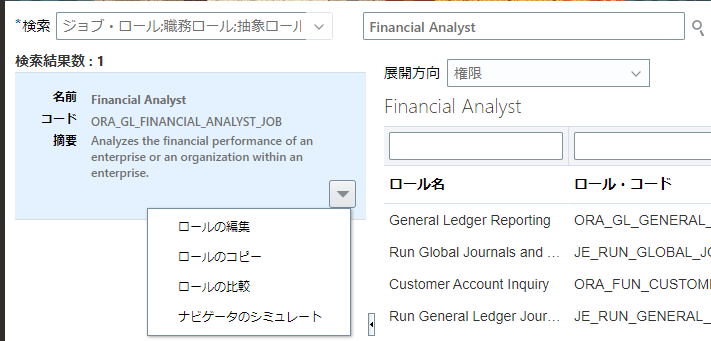 *検索 ジョブ・ロール;職務ロール;抽象ロール Financial Analyst
検索結果数 : 1
名前 Financial Analyst
コード ORA_GL_FINANCIAL_ANALYST_JOB
摘要 Analyzes the financial performance of an
enterprise or an organization within an
enterprise.
ロールの編集
ロールのコピー
ロールの比較
ナビゲータのシミュレート
展開方向 権限
Financial Analyst
ロール名 ロール・コード
General Ledger Reporting ORA_GL_GENERAL_
Run Global Journals and ... JE_RUN_GLOBAL_JO
Customer Account Inquiry ORA_FUN_CUSTOM
Run General Ledger Jour... JE_RUN_GENERAL_